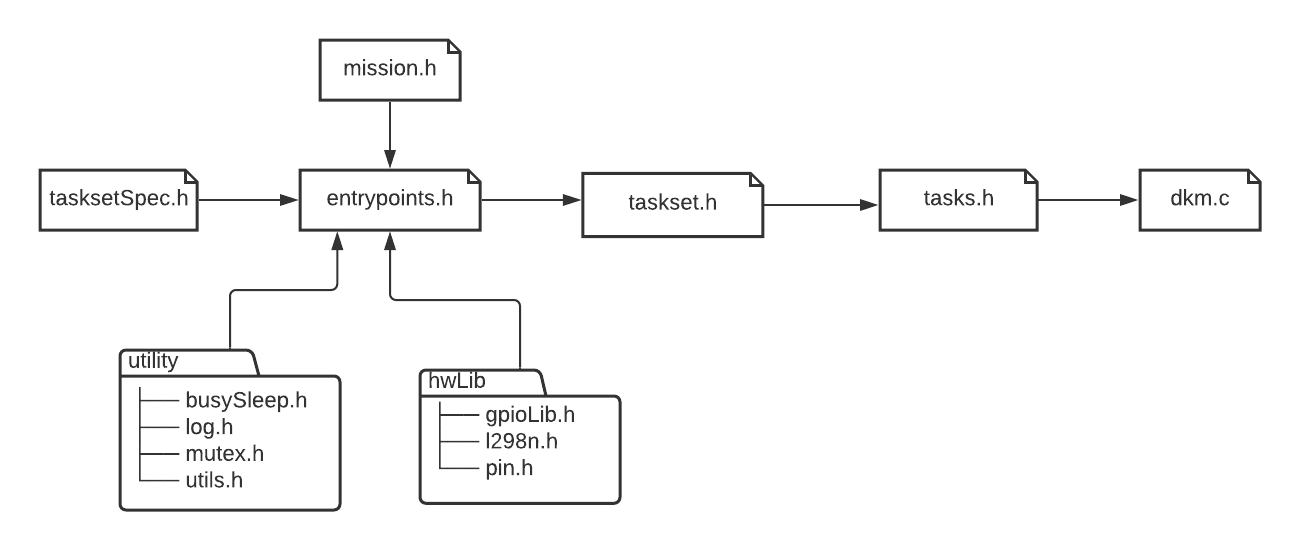 mission.h
tasksetSpec.h
entrypoints.h
taskset.h
tasks.h
dkm.c
utility
busySleep.h
log.h
mutex.h
utils.h
hwLib
gpioLib.h
l298n.h
pin.h